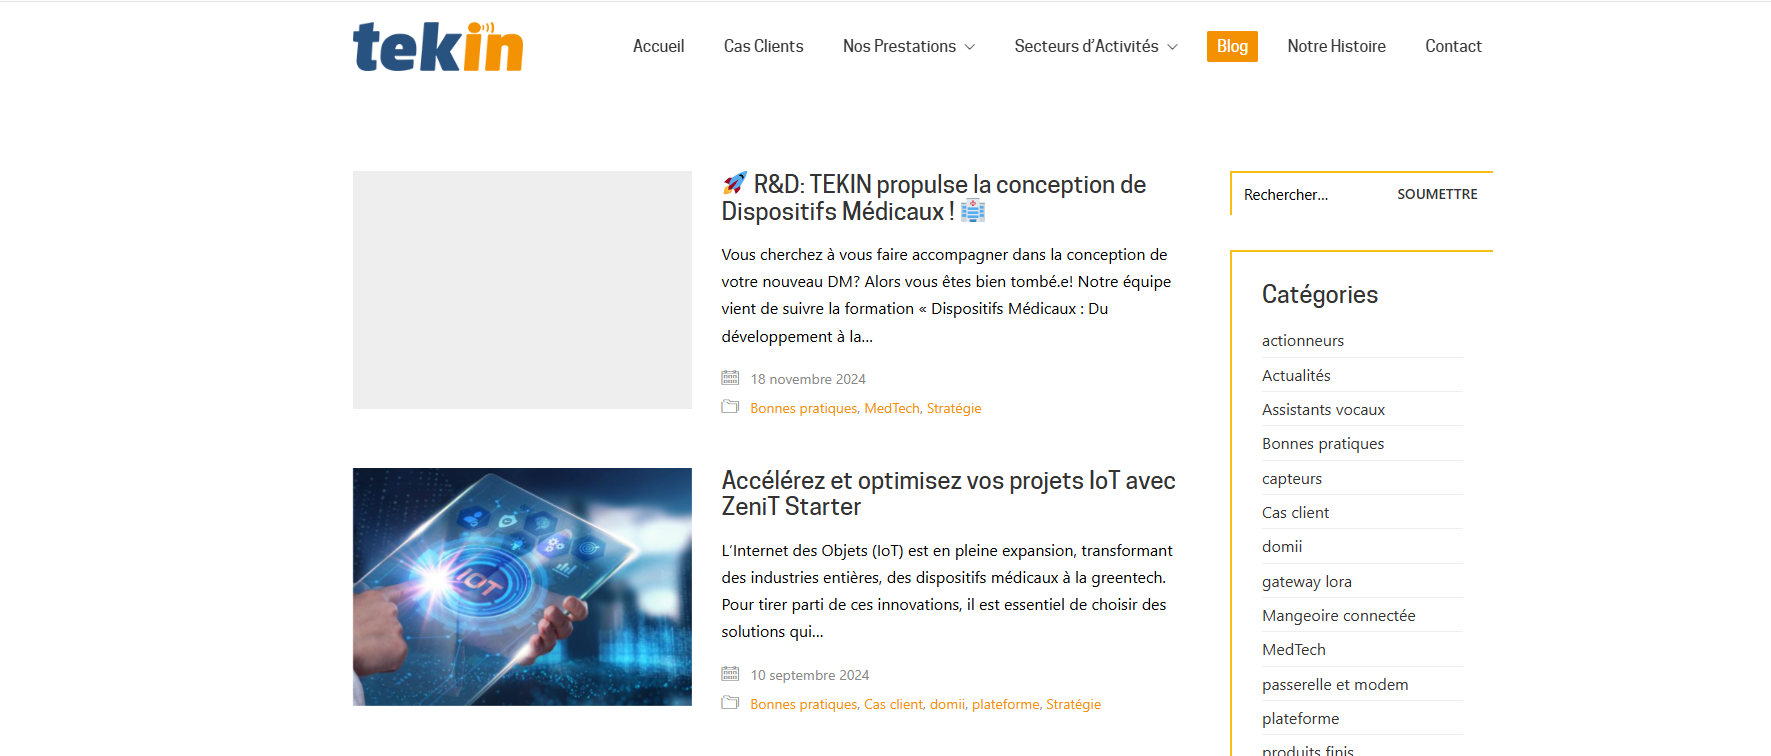 tekin
Accueil
Cas Clients
Nos Prestations
Secteurs d'Activités
Blog
Notre Histoire
Contact
🚀 R&D: TEKIN propulse la conception de
Dispositifs Médicaux ! 🏥
Vous cherchez à vous faire accompagner dans la conception de
votre nouveau DM? Alors vous êtes bien tombé.e! Notre équipe
vient de suivre la formation « Dispositifs Médicaux : Du
développement à la...
18 novembre 2024
Bonnes pratiques, MedTech, Stratégie
IOT
Accélérez et optimisez vos projets IoT avec
ZeniT Starter
L'Internet des Objets (IoT) est en pleine expansion, transformant
des industries entières, des dispositifs médicaux à la greentech.
Pour tirer parti de ces innovations, il est essentiel de choisir des
solutions qui...
10 septembre 2024
Bonnes pratiques, Cas client, domii, plateforme, Stratégie
Rechercher...
SOUMETTRE
Catégories
actionneurs
Actualités
Assistants vocaux
Bonnes pratiques
capteurs
Cas client
domii
gateway lora
Mangeoire connectée
MedTech
passerelle et modem
plateforme
produits finis